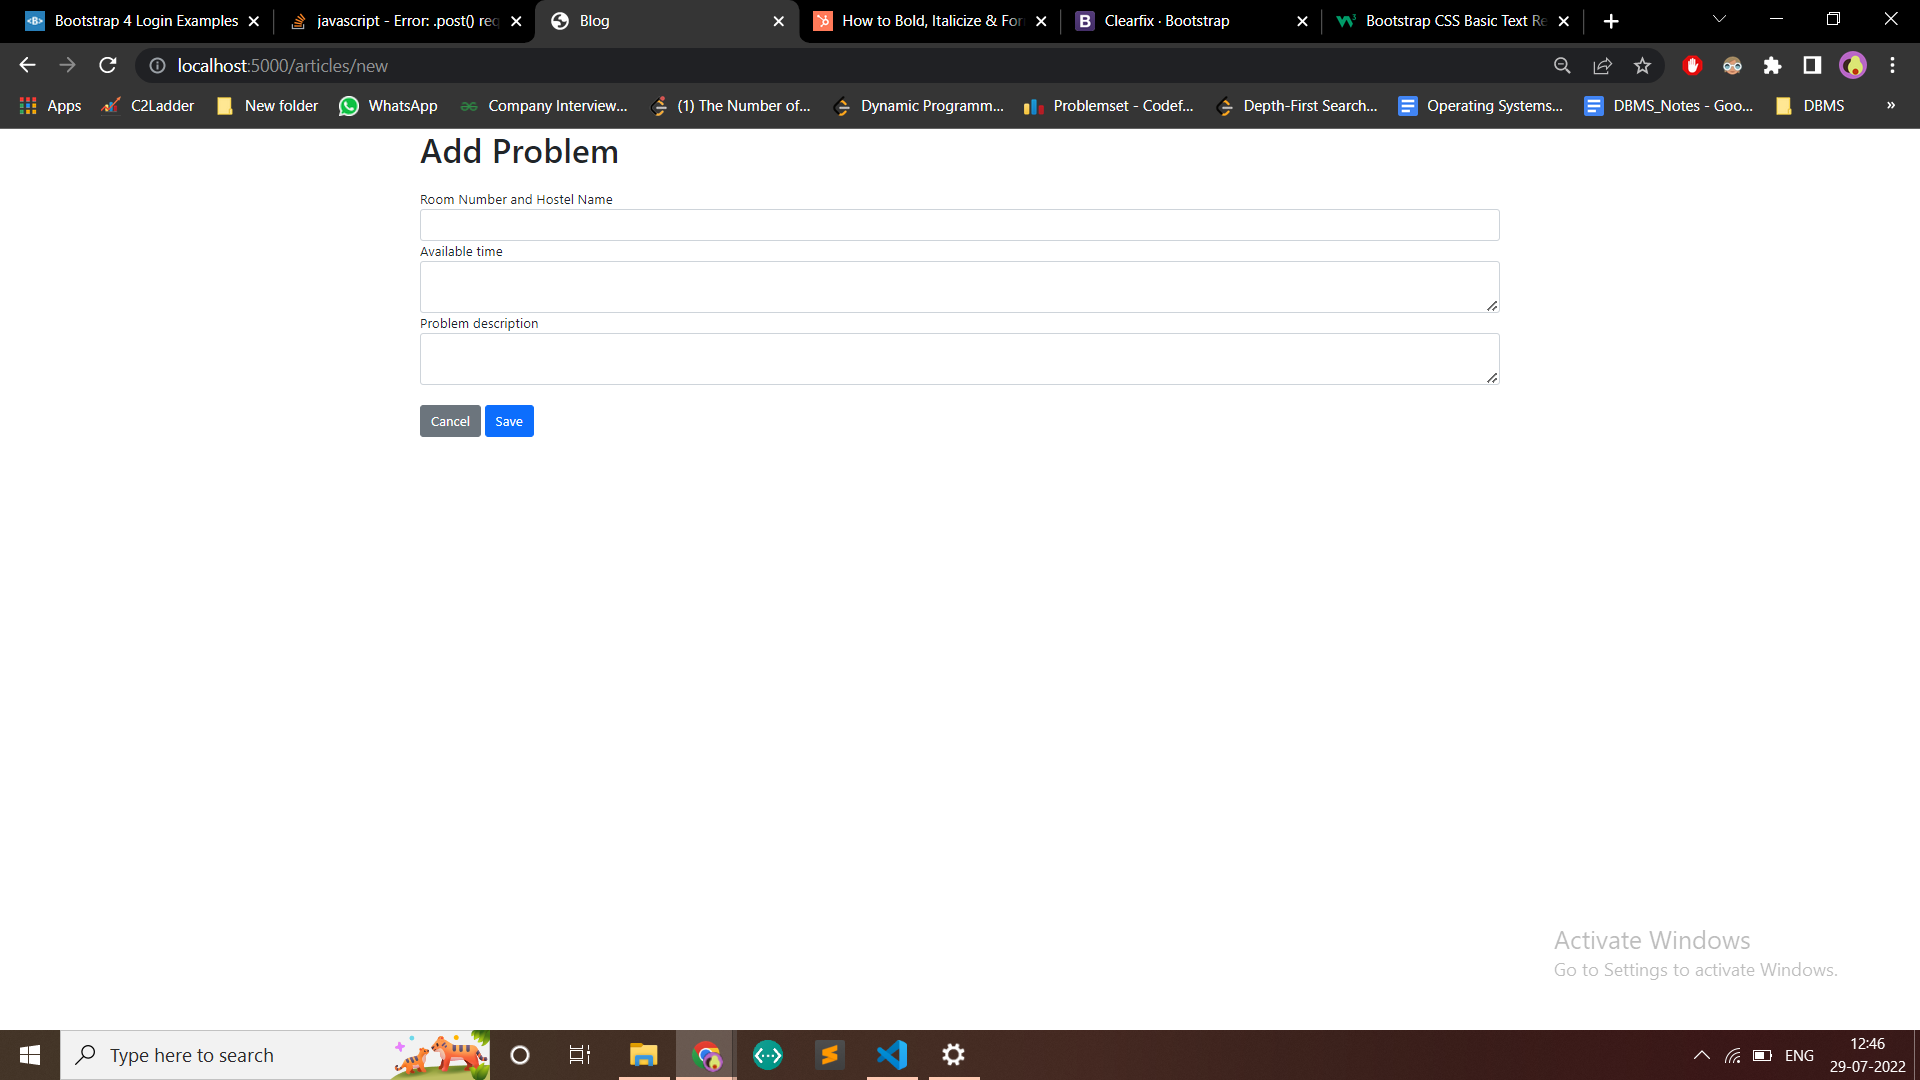 Bootstrap 4 Login Examples
javascript - Error: .post() req
Blog
How to Bold, Italicize & For
Clearfix · Bootstrap
Bootstrap CSS Basic Text Re
localhost:5000/articles/new
Apps
C2Ladder
New folder
WhatsApp
Company Interview...
(1) The Number of...
Dynamic Programm...
Problemset - Codef...
Depth-First Search...
Operating Systems...
DBMS_Notes - Goo...
DBMS
»
Add Problem
Room Number and Hostel Name
Available time
Problem description
Cancel
Save
Activate Windows
Go to Settings to activate Windows.
Type here to search
ENG
12:46
29-07-2022